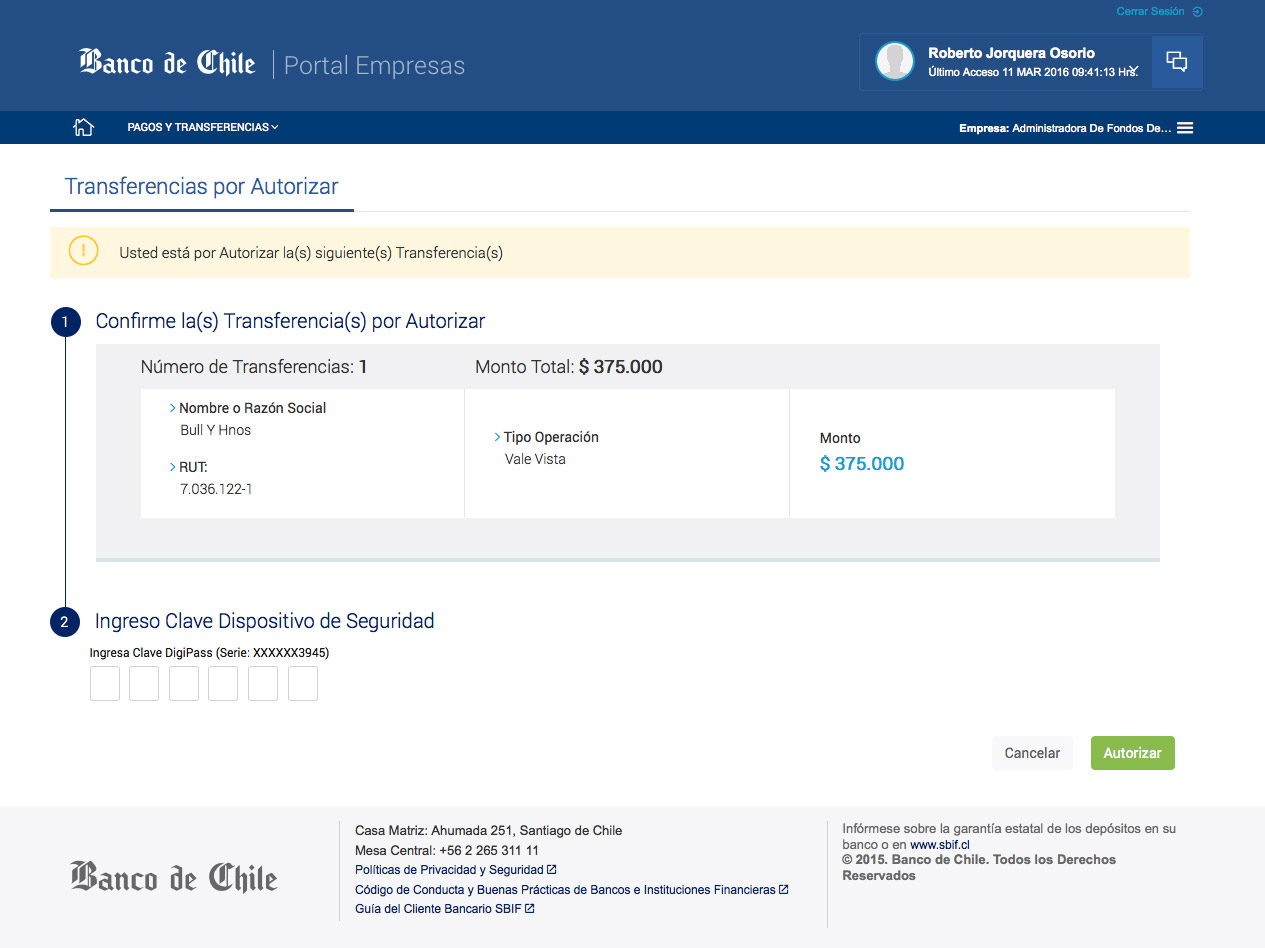 Cerrar Sesión
Banco de Chile | Portal Empresas
Roberto Jorquera Osorio
Último Acceso 11 MAR 2016 09:41:13 Hrs.
PAGOS Y TRANSFERENCIAS
Empresa: Administradora De Fondos De...
Transferencias por Autorizar
Usted está por Autorizar la(s) siguiente(s) Transferencia(s)
1 Confirme la(s) Transferencia(s) por Autorizar
Número de Transferencias: 1
Monto Total: $ 375.000
> Nombre o Razón Social
Bull Y Hnos
> RUT:
7.036.122-1
> Tipo Operación
Vale Vista
Monto
$ 375.000
2 Ingreso Clave Dispositivo de Seguridad
Ingresa Clave DigiPass (Serie: XXXXXX3945)
Cancelar
Autorizar
Banco de Chile
Casa Matriz: Ahumada 251, Santiago de Chile
Mesa Central: +56 2 265 311 11
Políticas de Privacidad y Seguridad
Código de Conducta y Buenas Prácticas de Bancos e Instituciones Financieras
Guía del Cliente Bancario SBIF
Infórmese sobre la garantía estatal de los depósitos en su
banco o en www.sbif.cl
© 2015. Banco de Chile. Todos los Derechos
Reservados